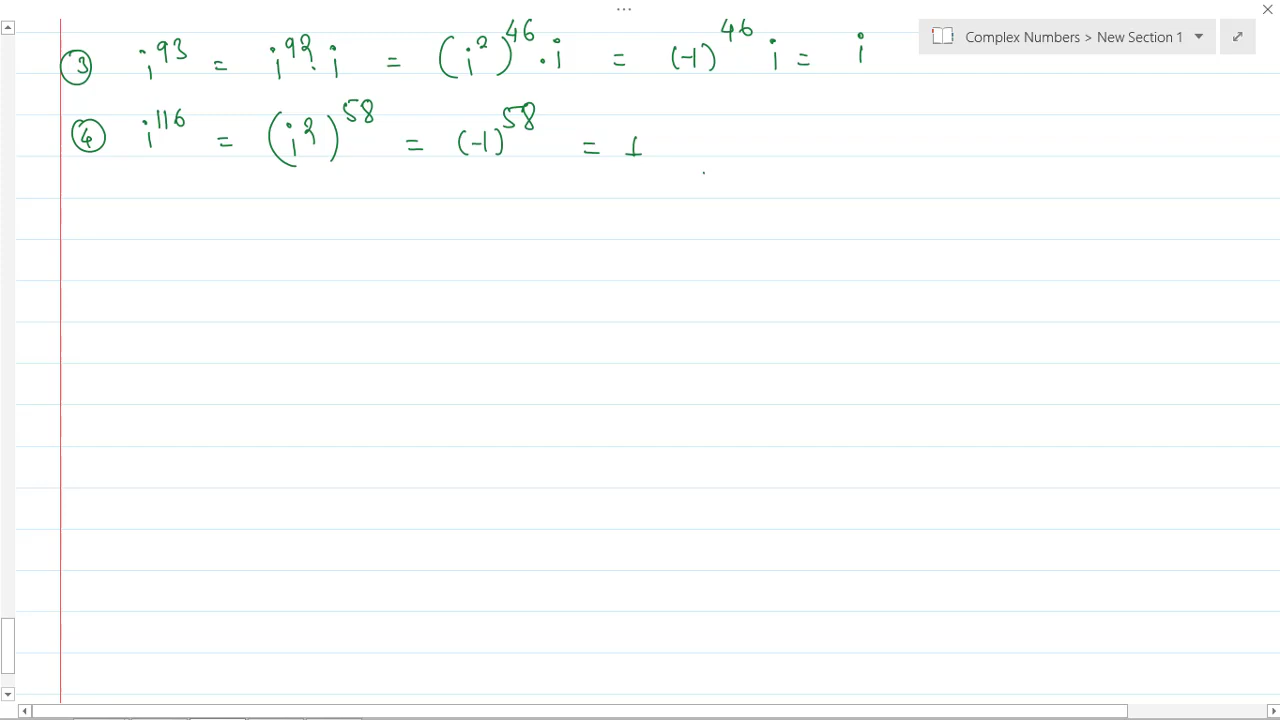 Complex Numbers > New Section 1
③ i^93 = i^92 · i = (i^2)^46 · i = (-1)^46 i = i
④ i^116 = (i^2)^58 = (-1)^58 = 1